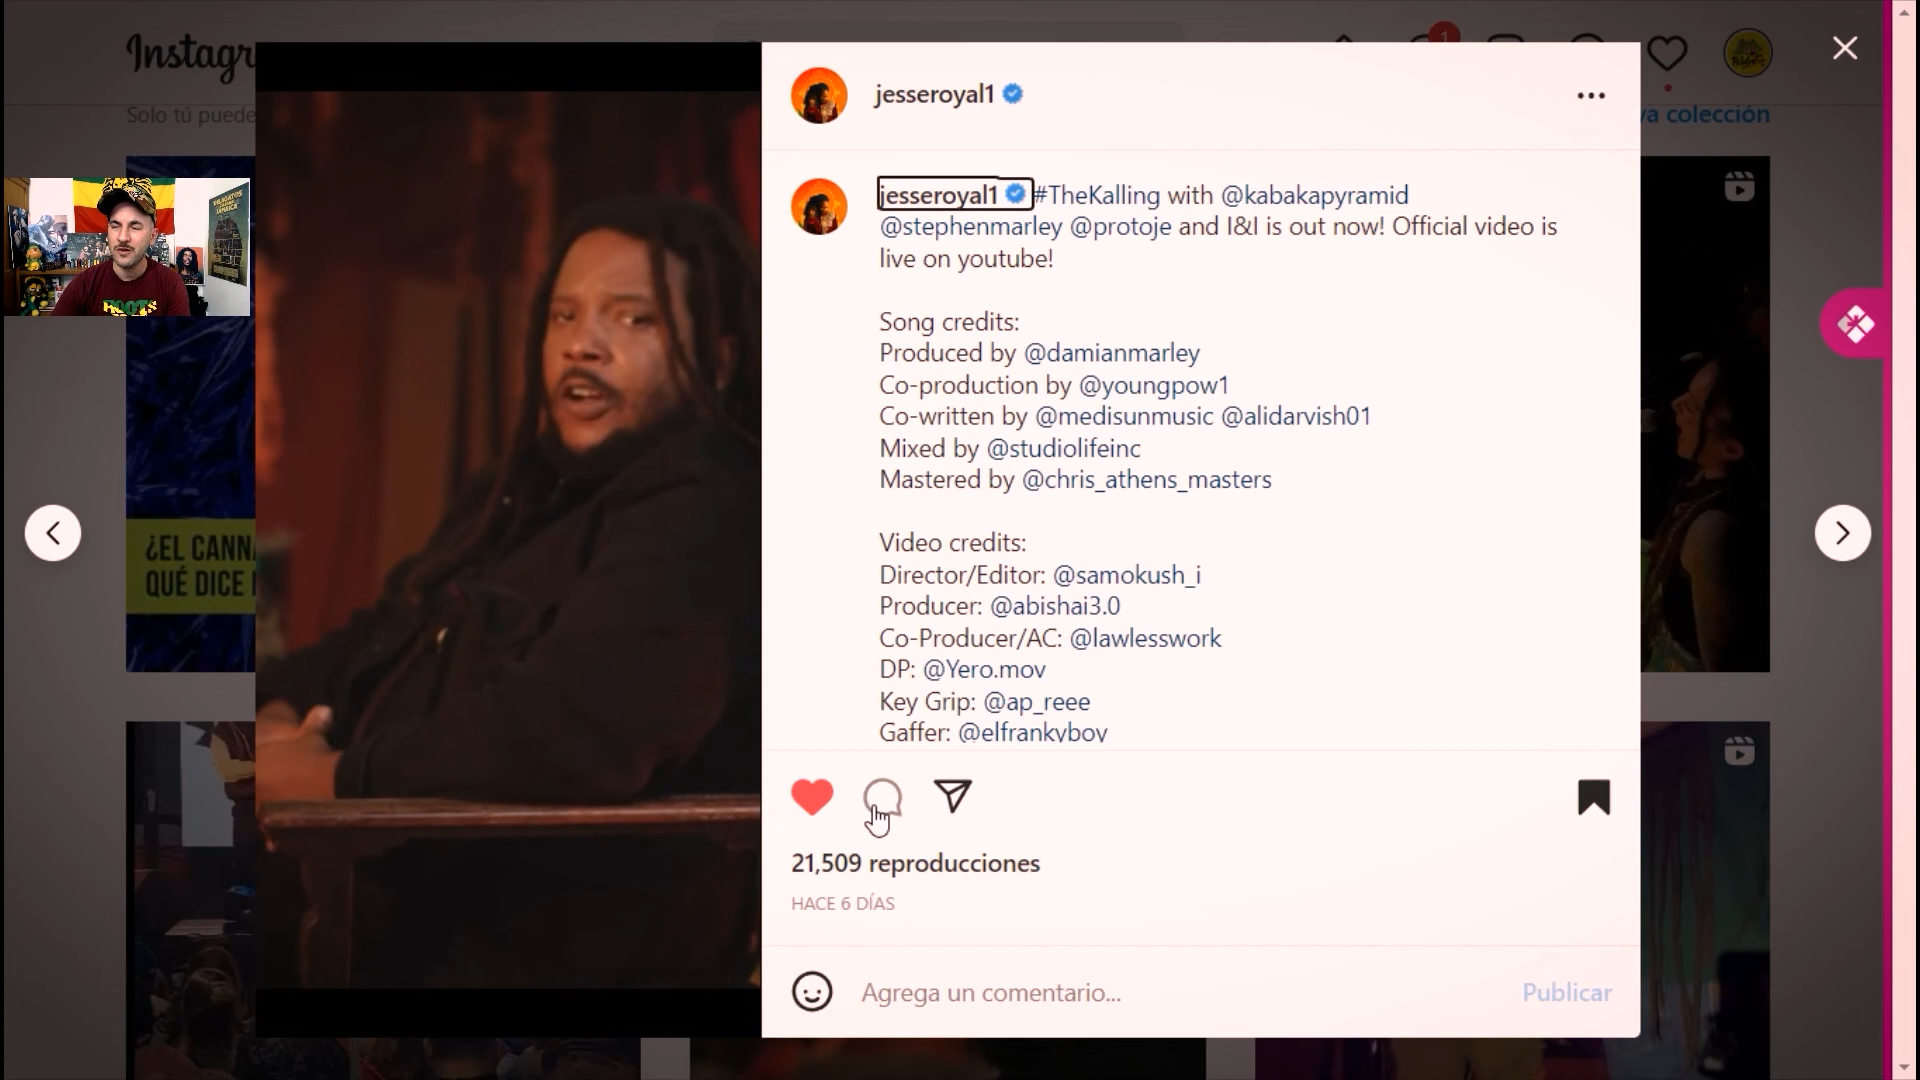 Instagr
1
Solo tú puede
va colección
¿EL CANN
QUÉ DICE
jesseroyal1
jesseroyal1 #TheKalling with @kabakapyramid
@stephenmarley @protoje and I&I is out now! Official video is
live on youtube!
Song credits:
Produced by @damianmarley
Co-production by @youngpow1
Co-written by @medisunmusic @alidarvish01
Mixed by @studiolifeinc
Mastered by @chris_athens_masters
Video credits:
Director/Editor: @samokush_i
Producer: @abishai3.0
Co-Producer/AC: @lawlesswork
DP: @Yero.mov
Key Grip: @ap_reee
Gaffer: @elfrankyboy
21,509 reproducciones
HACE 6 DÍAS
Agrega un comentario...
Publicar